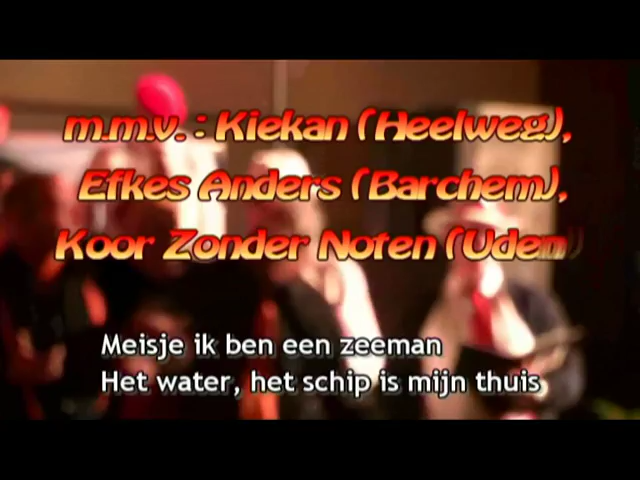 m.m.v. : Kiekan (Heelweg),
Efkes Anders (Barchem),
Koor Zonder Noten (Udem)
Meisje ik ben een zeeman
Het water, het schip is mijn thuis